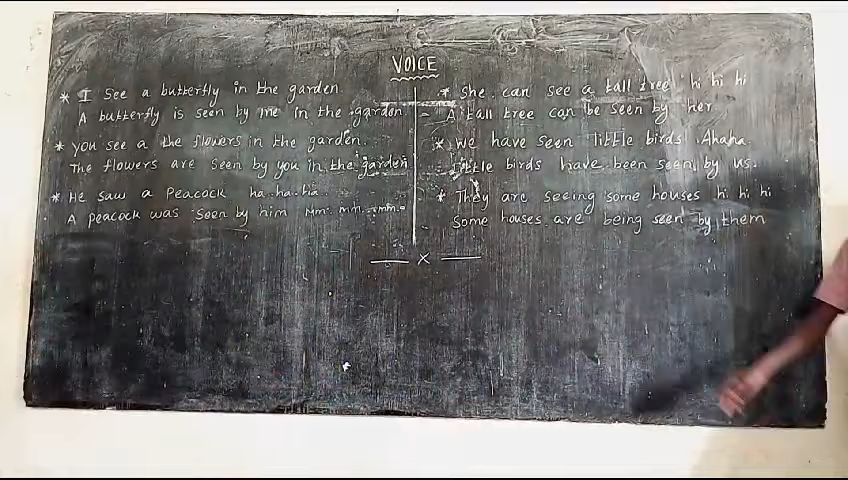 VOICE
* I see a butterfly in the garden.
A butterfly is seen by me in the garden.
* you see a the flowers in the garden.
The flowers are seen by you in the garden.
* He saw a Peacock ha-ha-ha
A peacock was seen by him Mm. mm. mm.
* She can see a tall tree hi hi hi
A tall tree can be seen by her
* We have seen little birds Ahaha
little birds have been seen by us.
* They are seeing some houses hi hi hi
Some houses are being seen by them
x